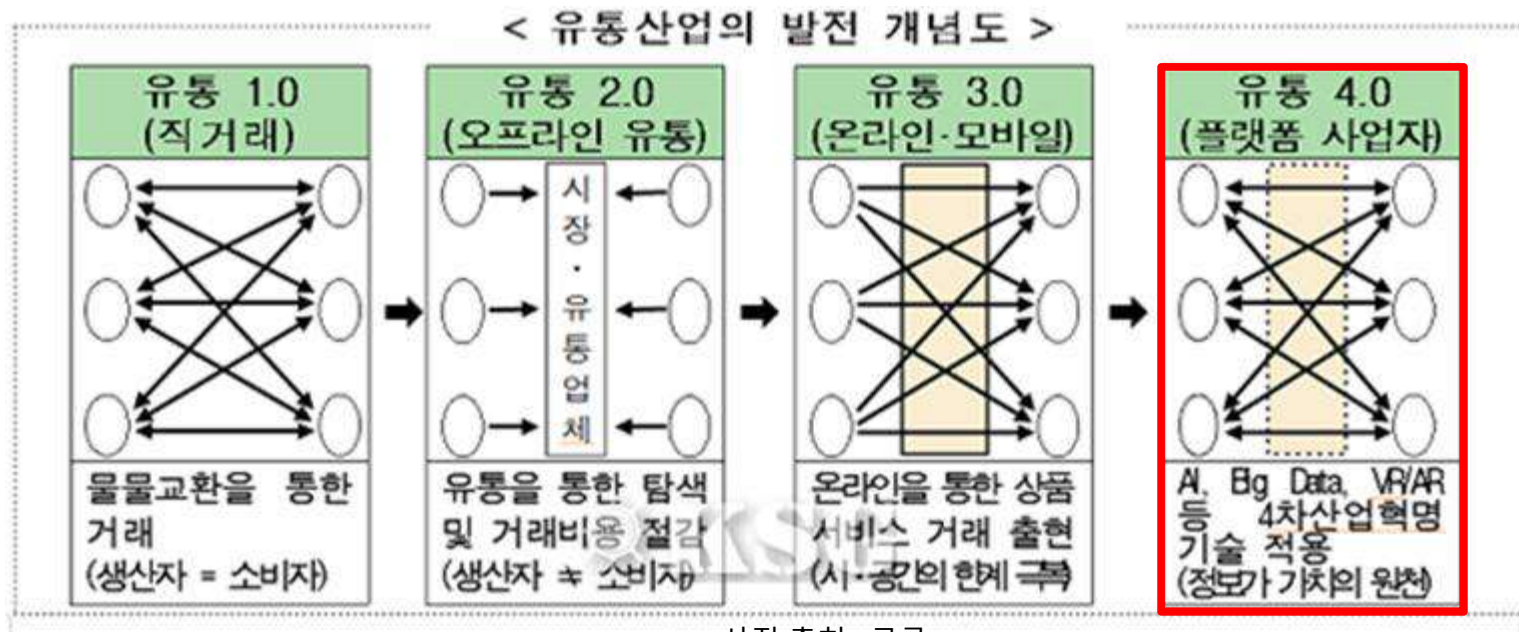 < 유통산업의 발전 개념도 >
유통 1.0
(직거래)
시
장
·
유
통
업
체
물물교환을 통한
거래
(생산자 = 소비자)
유통 2.0
(오프라인 유통)
유통을 통한 탐색
및 거래비용 절감
(생산자 ≒ 소비자)
유통 3.0
(온라인·모바일)
온라인을 통한 상품
서비스 거래 출현
(시·공간의 한계 극복)
유통 4.0
(플랫폼 사업자)
AI, Big Data, VR/AR
등 4차산업혁명
기술 적용
(정보가 가치의 원천)